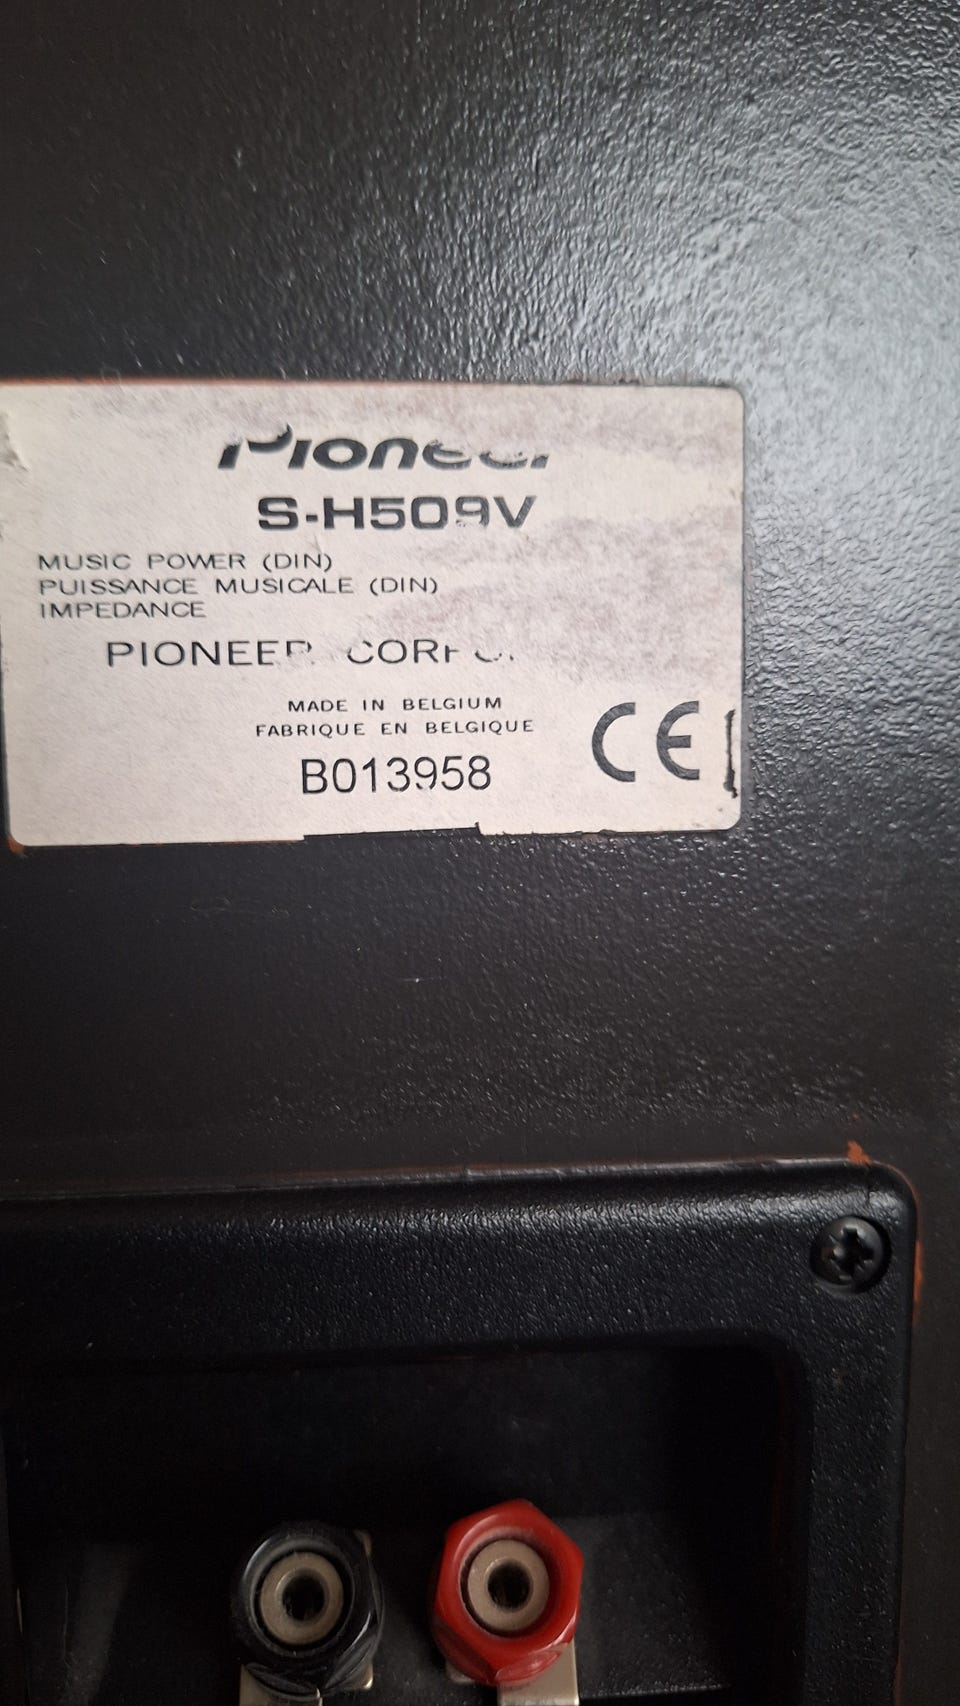 Pioneer
S-H509V
MUSIC POWER (DIN)
PUISSANCE MUSICALE (DIN)
IMPEDANCE
PIONEER
MADE IN BELGIUM
FABRIQUE EN BELGIQUE
B013958
CE